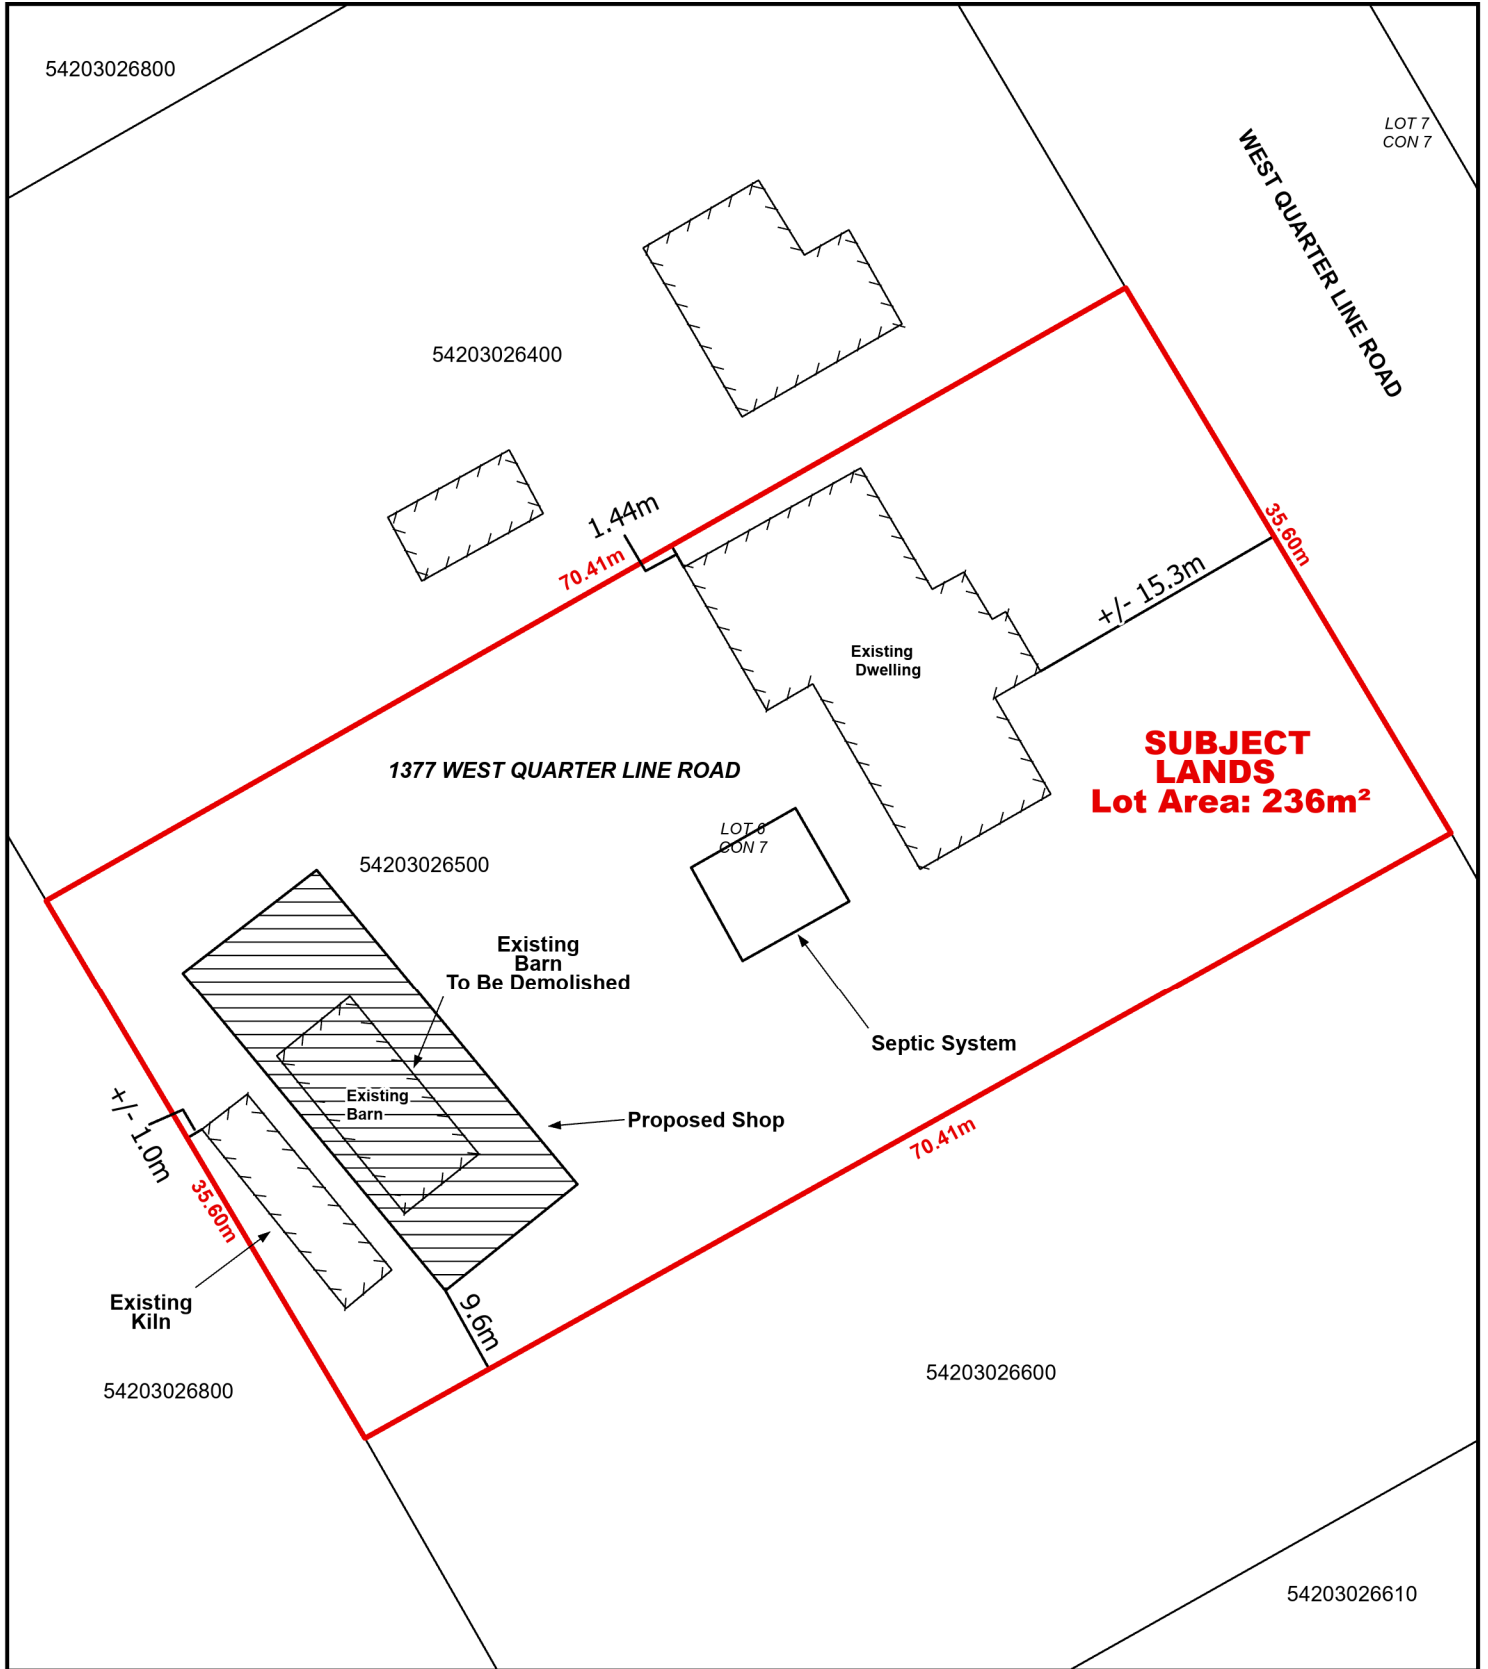 54203026800
LOT 7
CON 7
WEST QUARTER LINE ROAD
54203026400
1.44m
70.41m
35.60m
+/- 15.3m
Existing
Dwelling
SUBJECT
LANDS
Lot Area: 236m²
1377 WEST QUARTER LINE ROAD
LOT 6
CON 7
54203026500
Existing
Barn
To Be Demolished
Septic System
Existing
Barn
Proposed Shop
+/- 1.0m
35.60m
70.41m
Existing
Kiln
9.6m
54203026800
54203026600
54203026610